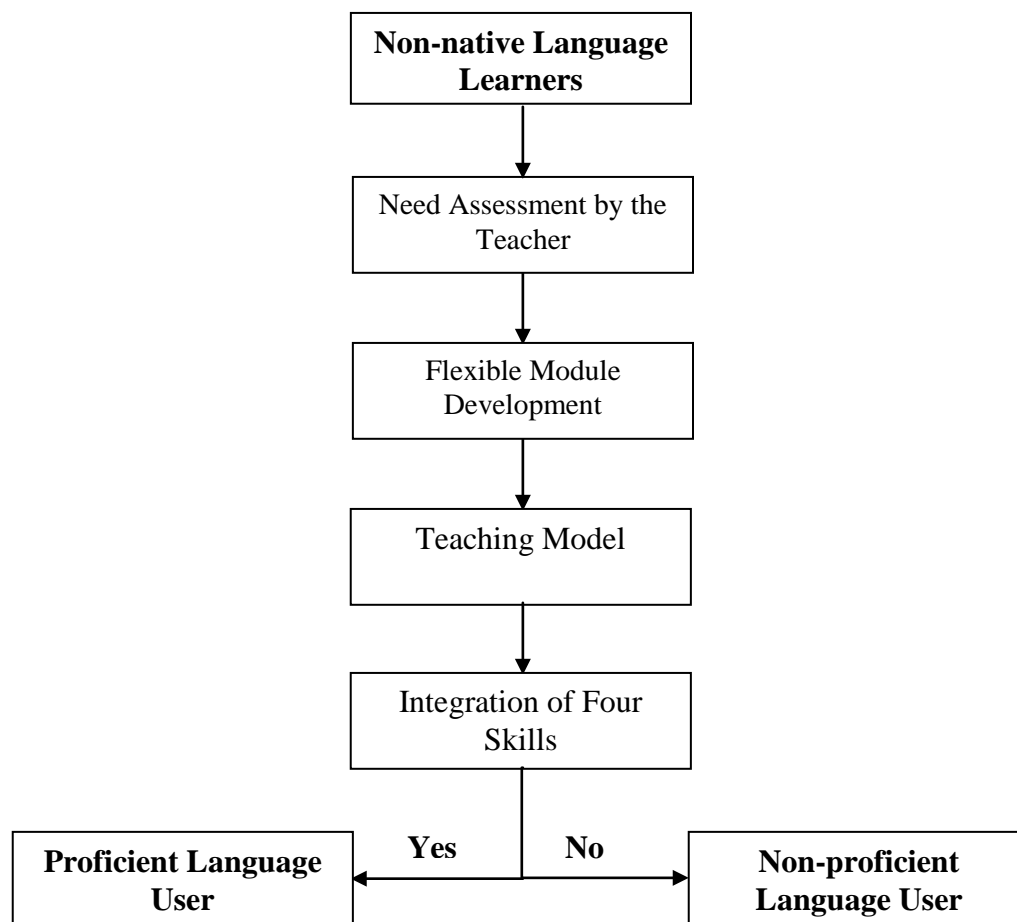 Non-native Language
Learners
Need Assessment by the
Teacher
Flexible Module
Development
Teaching Model
Integration of Four
Skills
Yes
No
Proficient Language
User
Non-proficient
Language User